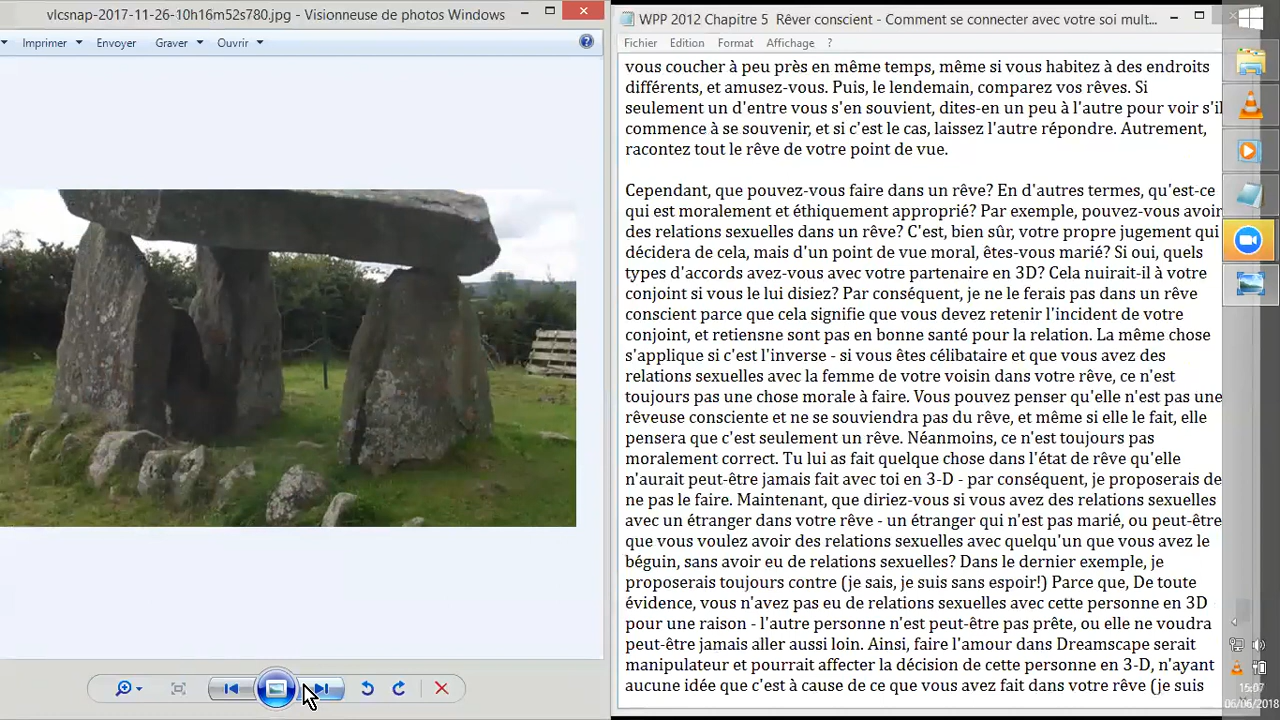 vlcsnap-2017-11-26-10h16m52s780.jpg - Visionneuse de photos Windows
Imprimer Envoyer Graver Ouvrir
WPP 2012 Chapitre 5 Rêver conscient - Comment se connecter avec votre soi mult...
Fichier Edition Format Affichage ?
vous coucher à peu près en même temps, même si vous habitez à des endroits
différents, et amusez-vous. Puis, le lendemain, comparez vos rêves. Si
seulement un d'entre vous s'en souvient, dites-en un peu à l'autre pour voir s'il
commence à se souvenir, et si c'est le cas, laissez l'autre répondre. Autrement,
racontez tout le rêve de votre point de vue.
Cependant, que pouvez-vous faire dans un rêve? En d'autres termes, qu'est-ce
qui est moralement et éthiquement approprié? Par exemple, pouvez-vous avoir
des relations sexuelles dans un rêve? C'est, bien sûr, votre propre jugement qui
décidera de cela, mais d'un point de vue moral, êtes-vous marié? Si oui, quels
types d'accords avez-vous avec votre partenaire en 3D? Cela nuirait-il à votre
conjoint si vous le lui disiez? Par conséquent, je ne le ferais pas dans un rêve
conscient parce que cela signifie que vous devez retenir l'incident de votre
conjoint, et retiensne sont pas en bonne santé pour la relation. La même chose
s'applique si c'est l'inverse - si vous êtes célibataire et que vous avez des
relations sexuelles avec la femme de votre voisin dans votre rêve, ce n'est
toujours pas une chose morale à faire. Vous pouvez penser qu'elle n'est pas une
rêveuse consciente et ne se souviendra pas du rêve, et même si elle le fait, elle
pensera que c'est seulement un rêve. Néanmoins, ce n'est toujours pas
moralement correct. Tu lui as fait quelque chose dans l'état de rêve qu'elle
n'aurait peut-être jamais fait avec toi en 3-D - par conséquent, je proposerais de
ne pas le faire. Maintenant, que diriez-vous si vous avez des relations sexuelles
avec un étranger dans votre rêve - un étranger qui n'est pas marié, ou peut-être
que vous voulez avoir des relations sexuelles avec quelqu'un que vous avez le
béguin, sans avoir eu de relations sexuelles? Dans le dernier exemple, je
proposerais toujours contre (je sais, je suis sans espoir!) Parce que, De toute
évidence, vous n'avez pas eu de relations sexuelles avec cette personne en 3D
pour une raison - l'autre personne n'est peut-être pas prête, ou elle ne voudra
peut-être jamais aller aussi loin. Ainsi, faire l'amour dans Dreamscape serait
manipulateur et pourrait affecter la décision de cette personne en 3-D, n'ayant
aucune idée que c'est à cause de ce que vous avez fait dans votre rêve (je suis
15:07
06/06/2018